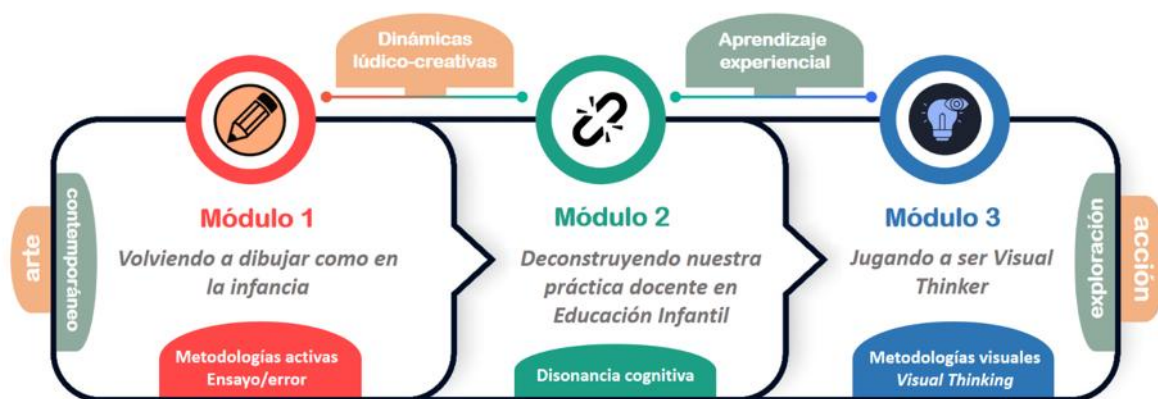 Dinámicas
lúdico-creativas
Aprendizaje
experiencial
arte
contemporáneo
Módulo 1
Volviendo a dibujar como en
la infancia
Metodologías activas
Ensayo/error
Módulo 2
Deconstruyendo nuestra
práctica docente en
Educación Infantil
Disonancia cognitiva
Módulo 3
Jugando a ser Visual
Thinker
Metodologías visuales
Visual Thinking
exploración
acción